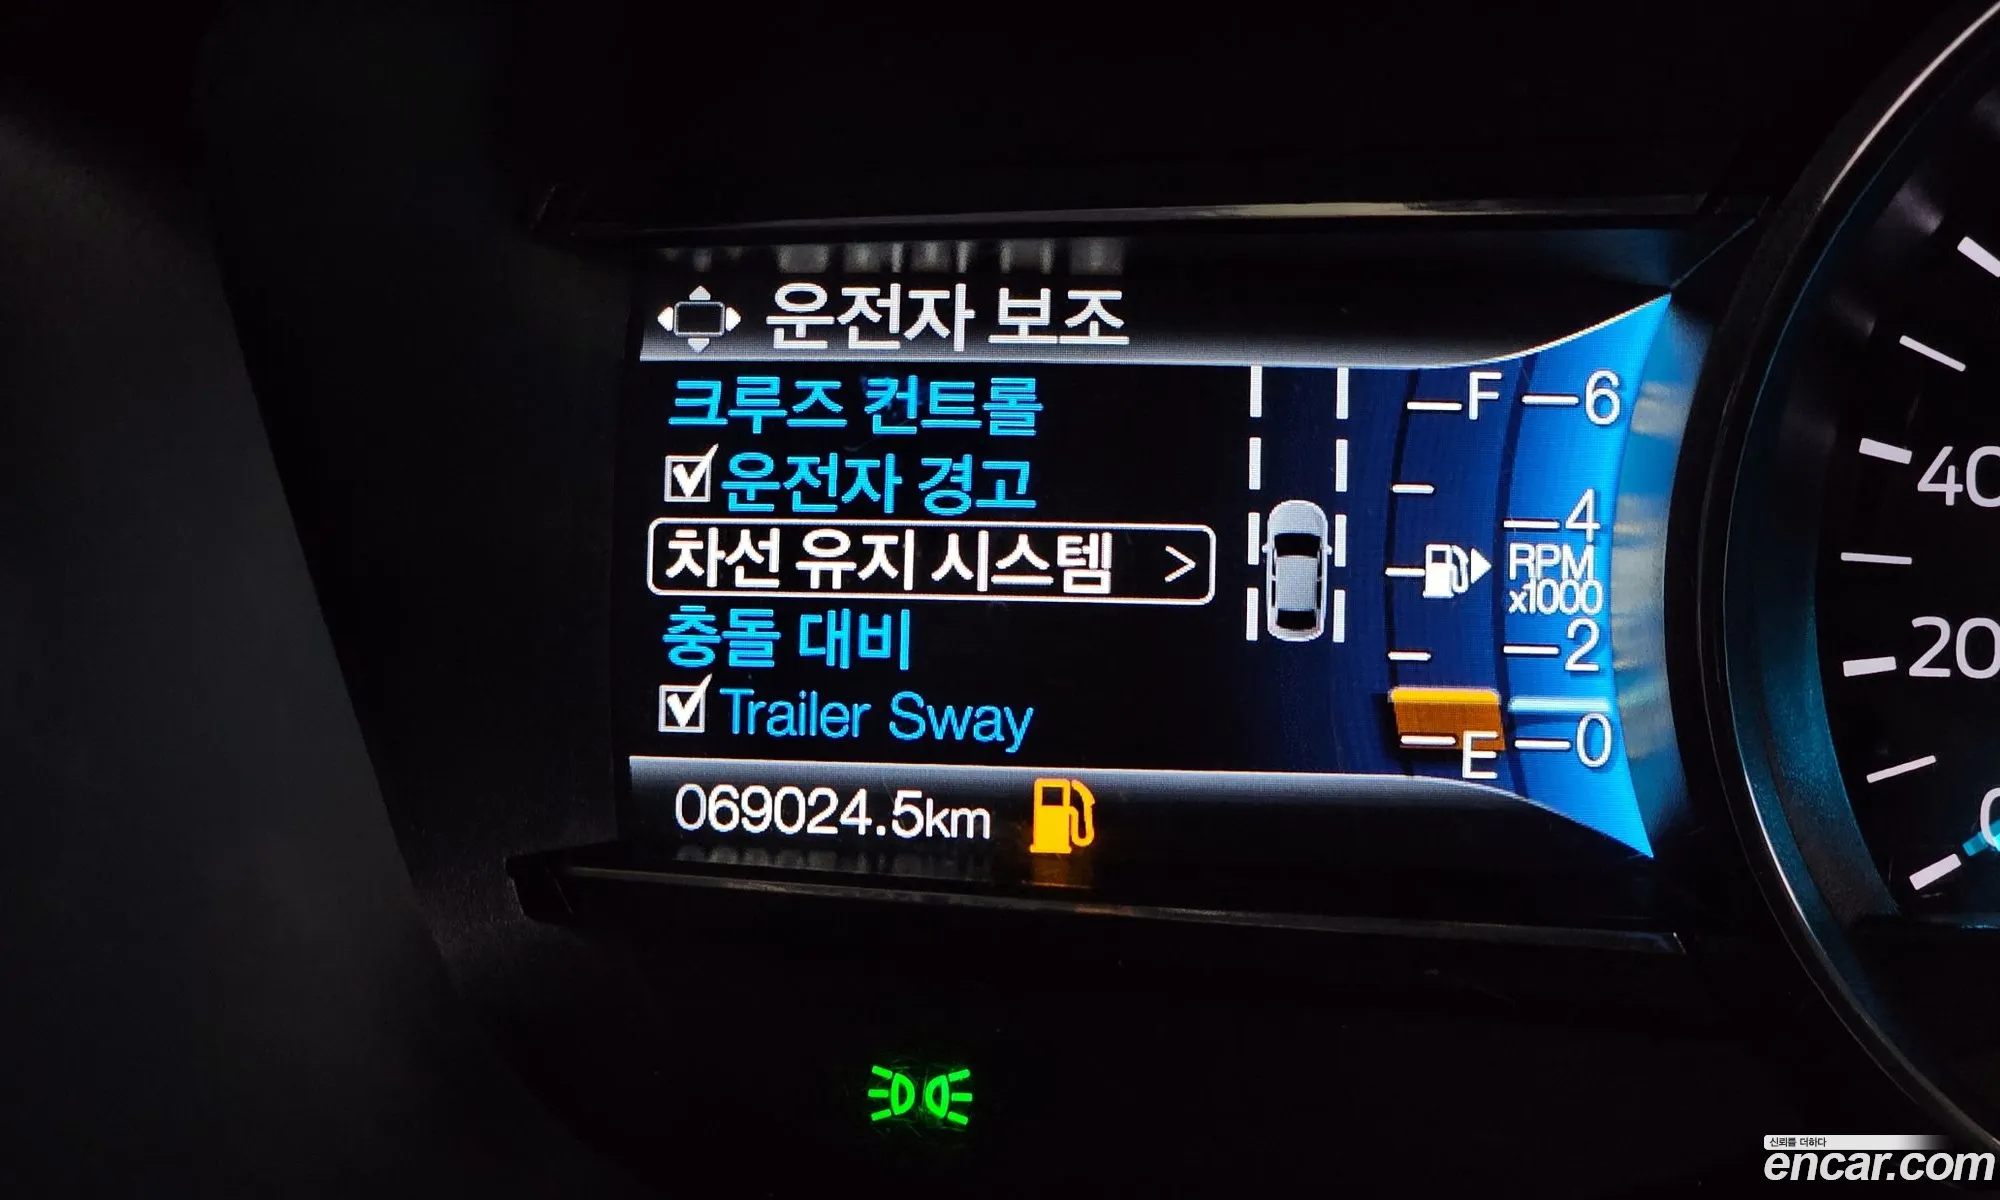 운전자 보조
크루즈 컨트롤
운전자 경고
차선 유지 시스템 >
충돌 대비
Trailer Sway
069024.5km
F
E
6
4
RPM
x1000
2
0
40
20
0
신뢰를 더하다
encar.com